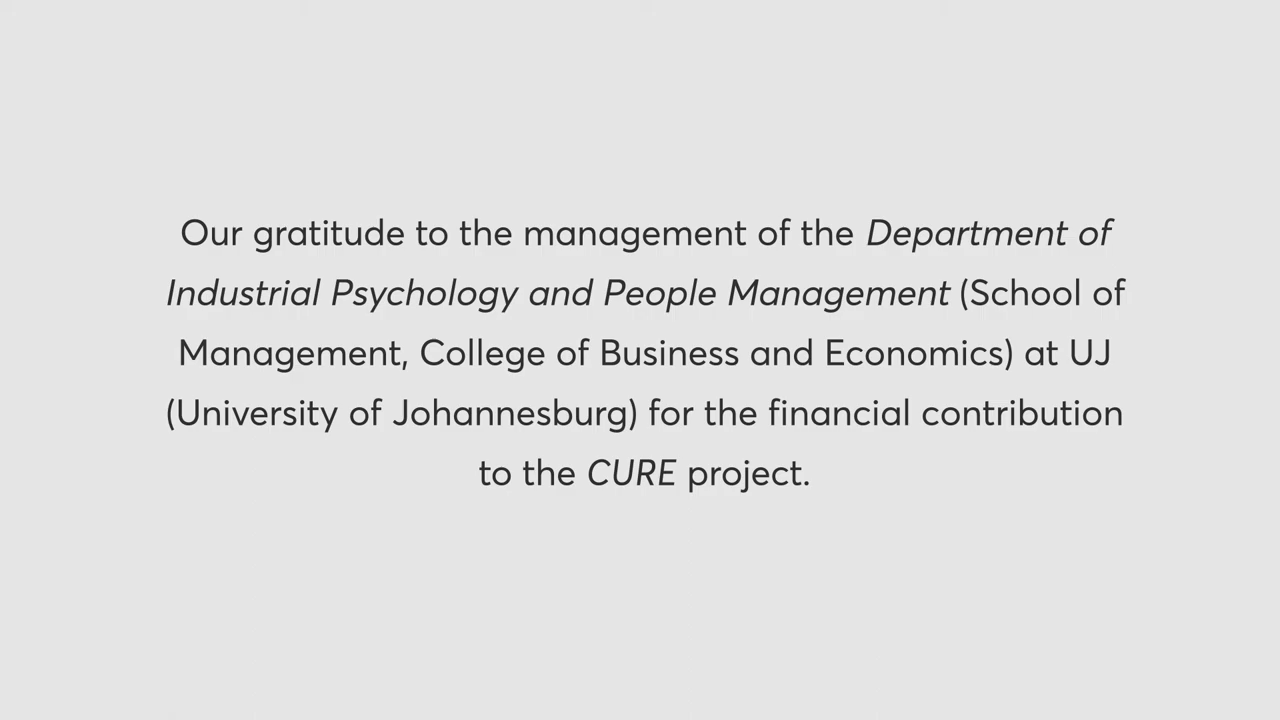 Our gratitude to the management of the Department of
Industrial Psychology and People Management (School of
Management, College of Business and Economics) at UJ
(University of Johannesburg) for the financial contribution
to the CURE project.